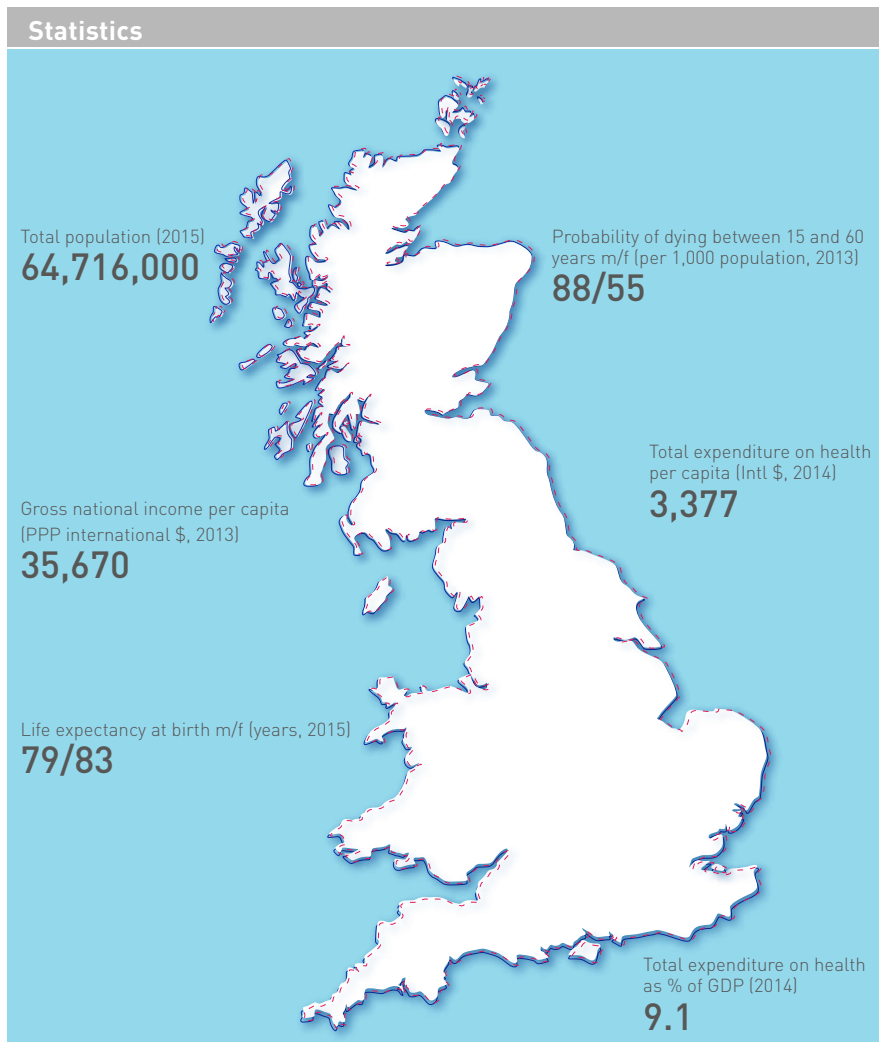 Statistics
Total population (2015)
64,716,000
Probability of dying between 15 and 60
years m/f (per 1,000 population, 2013)
88/55
Total expenditure on health
per capita (Intl $, 2014)
3,377
Gross national income per capita
(PPP international $, 2013)
35,670
Life expectancy at birth m/f (years, 2015)
79/83
Total expenditure on health
as % of GDP (2014)
9.1